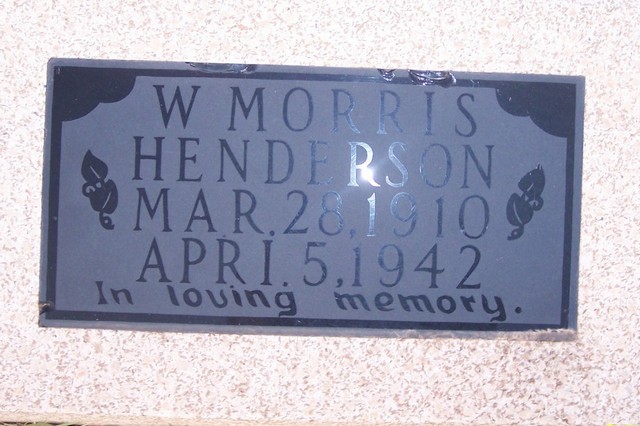 W MORRIS
HENDERSON
MAR. 28, 1910
APRI. 5, 1942
In loving memory.